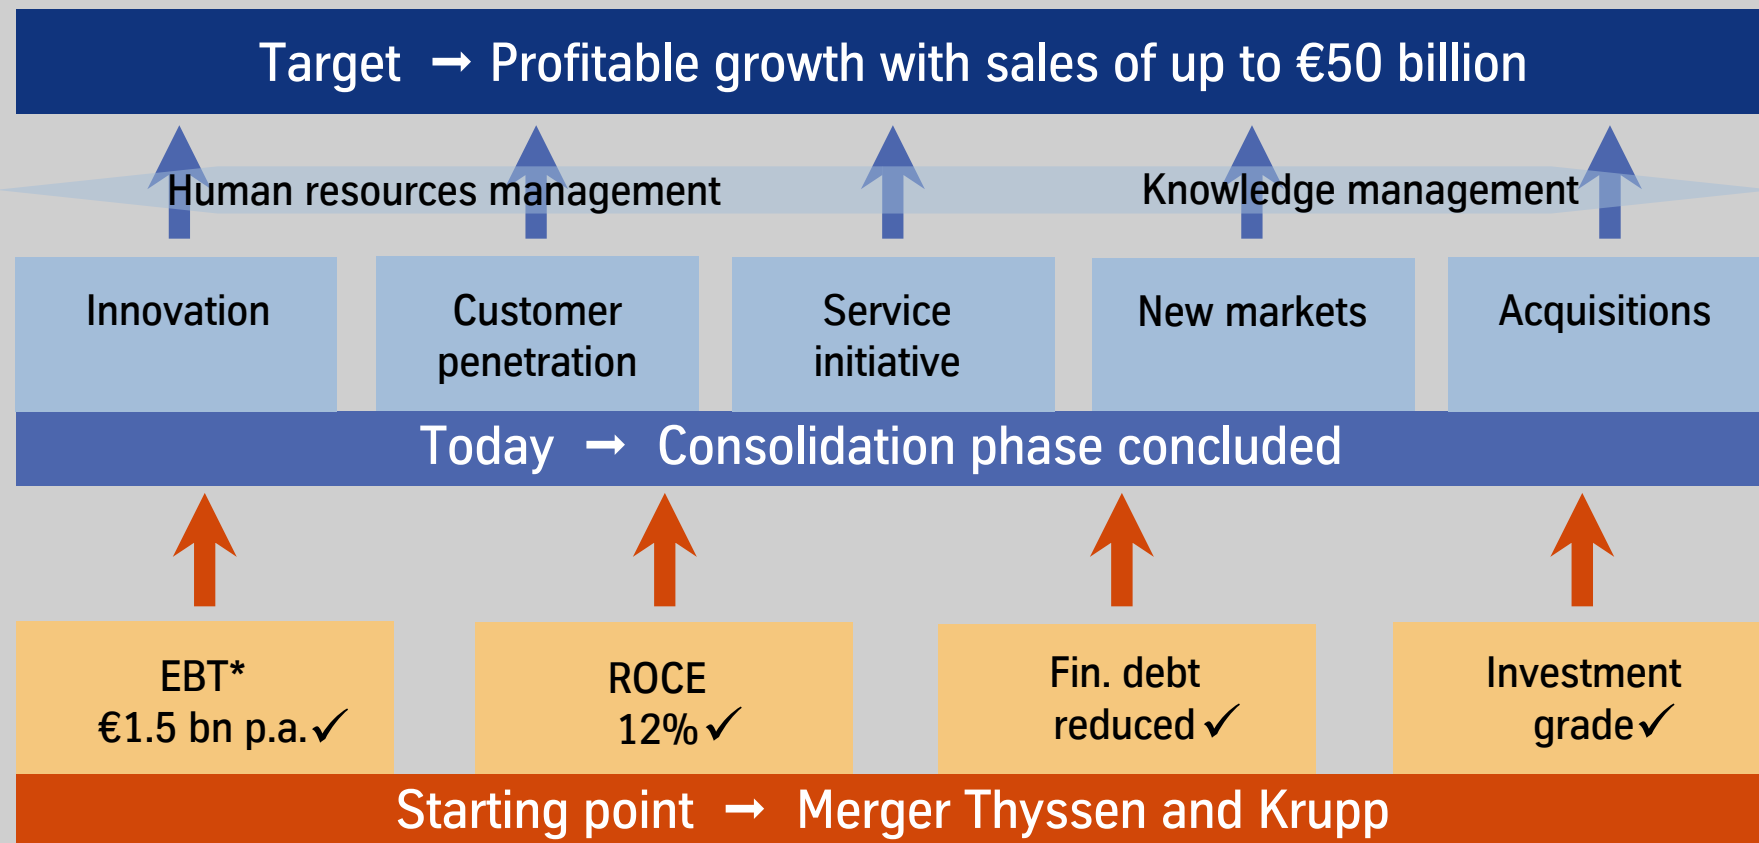 Target → Profitable growth with sales of up to €50 billion
Human resources management
Knowledge management
Innovation
Customer
penetration
Service
initiative
New markets
Acquisitions
Today → Consolidation phase concluded
EBT*
€1.5 bn p.a. ✓
ROCE
12% ✓
Fin. debt
reduced ✓
Investment
grade ✓
Starting point → Merger Thyssen and Krupp